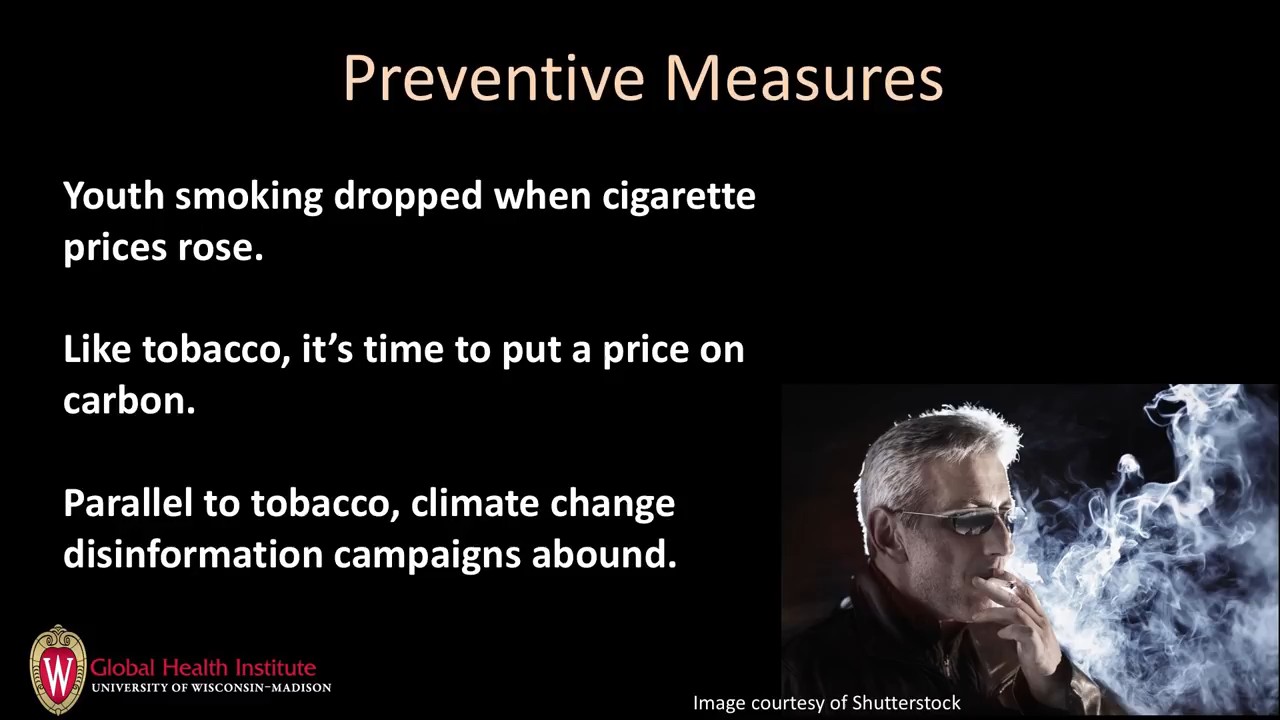 Preventive Measures
Youth smoking dropped when cigarette
prices rose.
Like tobacco, it’s time to put a price on
carbon.
Parallel to tobacco, climate change
disinformation campaigns abound.
W
Global Health Institute
UNIVERSITY OF WISCONSIN–MADISON
Image courtesy of Shutterstock